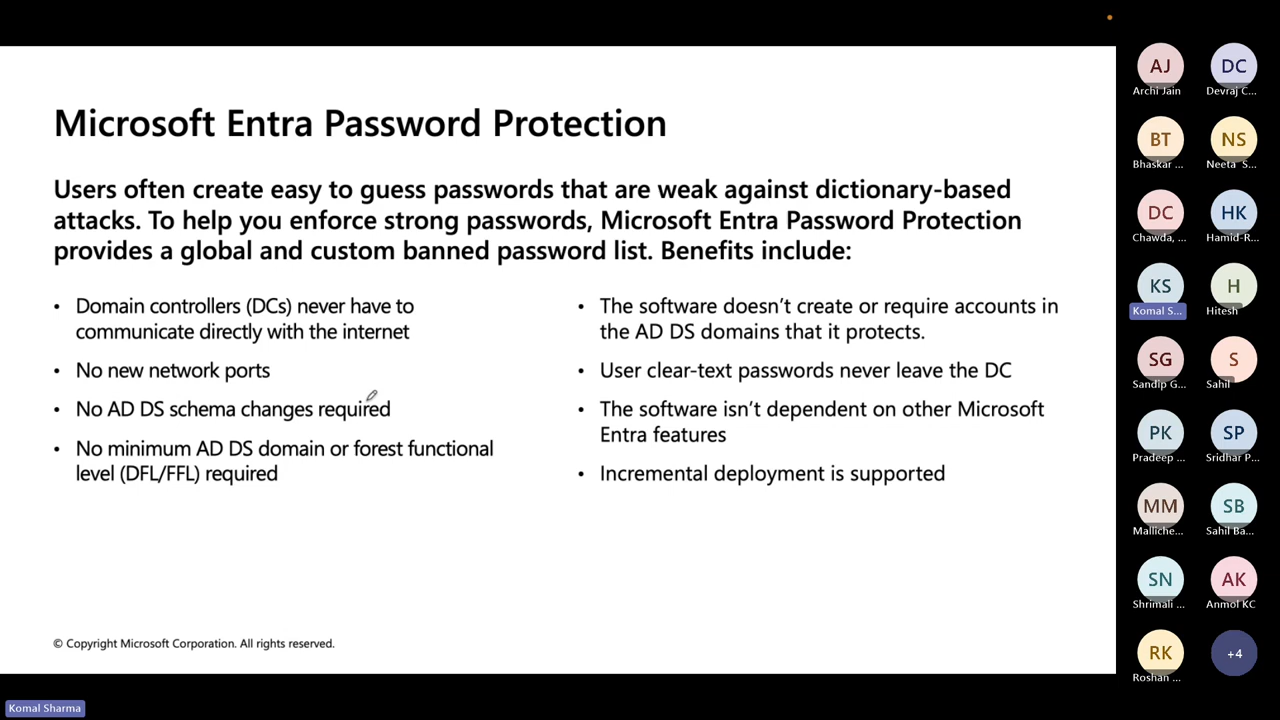 Microsoft Entra Password Protection
Users often create easy to guess passwords that are weak against dictionary-based
attacks. To help you enforce strong passwords, Microsoft Entra Password Protection
provides a global and custom banned password list. Benefits include:
• Domain controllers (DCs) never have to
communicate directly with the internet
• No new network ports
• No AD DS schema changes required
• No minimum AD DS domain or forest functional
level (DFL/FFL) required
• The software doesn’t create or require accounts in
the AD DS domains that it protects.
• User clear-text passwords never leave the DC
• The software isn’t dependent on other Microsoft
Entra features
• Incremental deployment is supported
© Copyright Microsoft Corporation. All rights reserved.
AJ
Archi Jain
DC
Devraj C...
BT
Bhaskar ...
NS
Neeta S...
DC
Chawda, ...
HK
Hamid-R...
KS
Komal S...
H
Hitesh
SG
Sandip G...
S
Sahil
PK
Pradeep ...
SP
Sridhar P...
MM
Malliche...
SB
Sahil Ba...
SN
Shrimali ...
AK
Anmol KC
RK
Roshan ...
+4
Komal Sharma